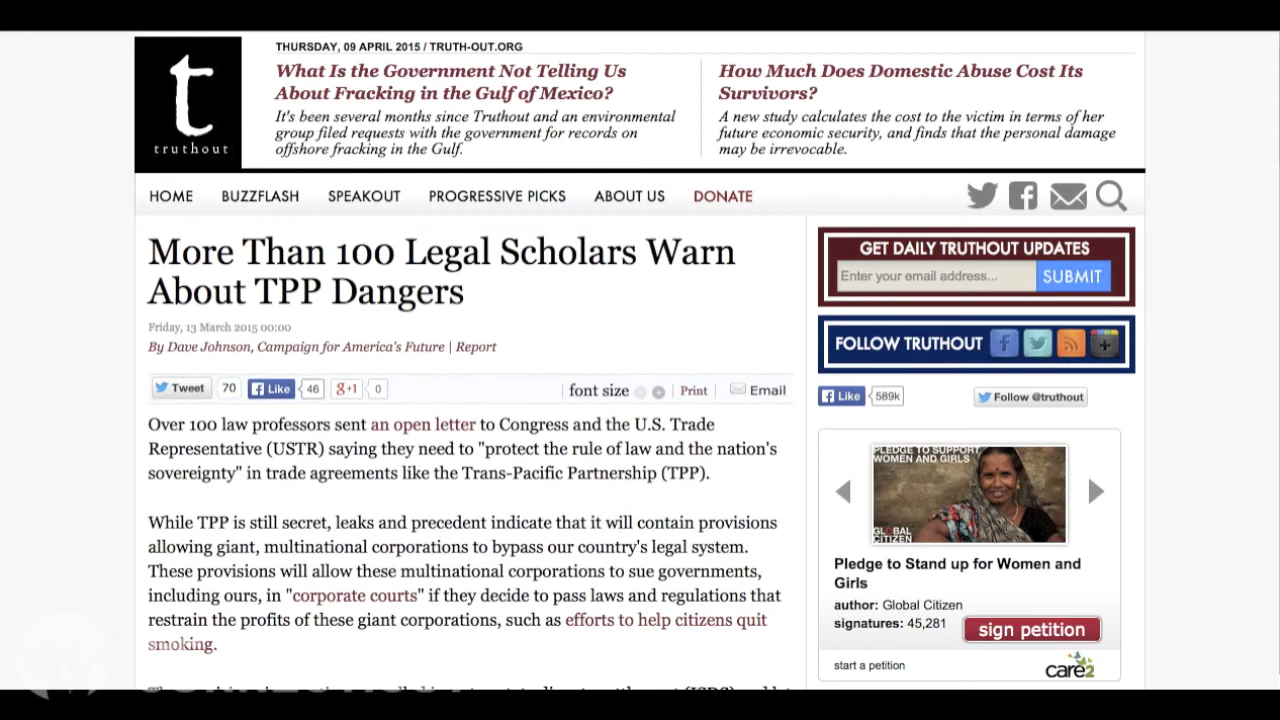 THURSDAY, 09 APRIL 2015 / TRUTH-OUT.ORG
t
truthout
What Is the Government Not Telling Us
About Fracking in the Gulf of Mexico?
It's been several months since Truthout and an environmental
group filed requests with the government for records on
offshore fracking in the Gulf.
How Much Does Domestic Abuse Cost Its
Survivors?
A new study calculates the cost to the victim in terms of her
future economic security, and finds that the personal damage
may be irrevocable.
HOME BUZZFLASH SPEAKOUT PROGRESSIVE PICKS ABOUT US DONATE
More Than 100 Legal Scholars Warn
About TPP Dangers
Friday, 13 March 2015 00:00
By Dave Johnson, Campaign for America's Future | Report
Tweet 70 Like 46 g+1 0 font size Print Email
Over 100 law professors sent an open letter to Congress and the U.S. Trade
Representative (USTR) saying they need to "protect the rule of law and the nation's
sovereignty" in trade agreements like the Trans-Pacific Partnership (TPP).
While TPP is still secret, leaks and precedent indicate that it will contain provisions
allowing giant, multinational corporations to bypass our country's legal system.
These provisions will allow these multinational corporations to sue governments,
including ours, in "corporate courts" if they decide to pass laws and regulations that
restrain the profits of these giant corporations, such as efforts to help citizens quit
smoking.
GET DAILY TRUTHOUT UPDATES
Enter your email address... SUBMIT
FOLLOW TRUTHOUT
Like 589k Follow @truthout
PLEDGE TO SUPPORT
WOMEN AND GIRLS
GLOBAL
CITIZEN
Pledge to Stand up for Women and
Girls
author: Global Citizen
signatures: 45,281
sign petition
start a petition
care2